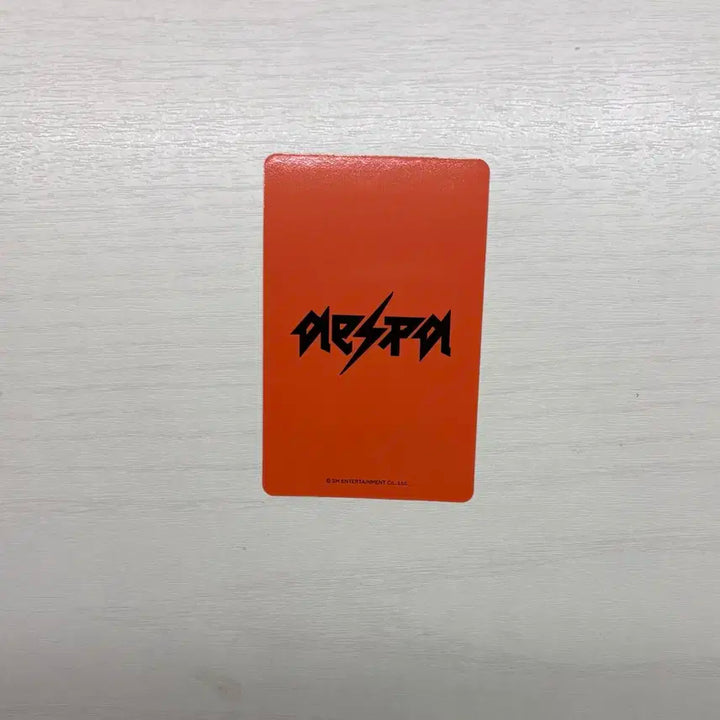 aespa
© SM ENTERTAINMENT Co., Ltd.